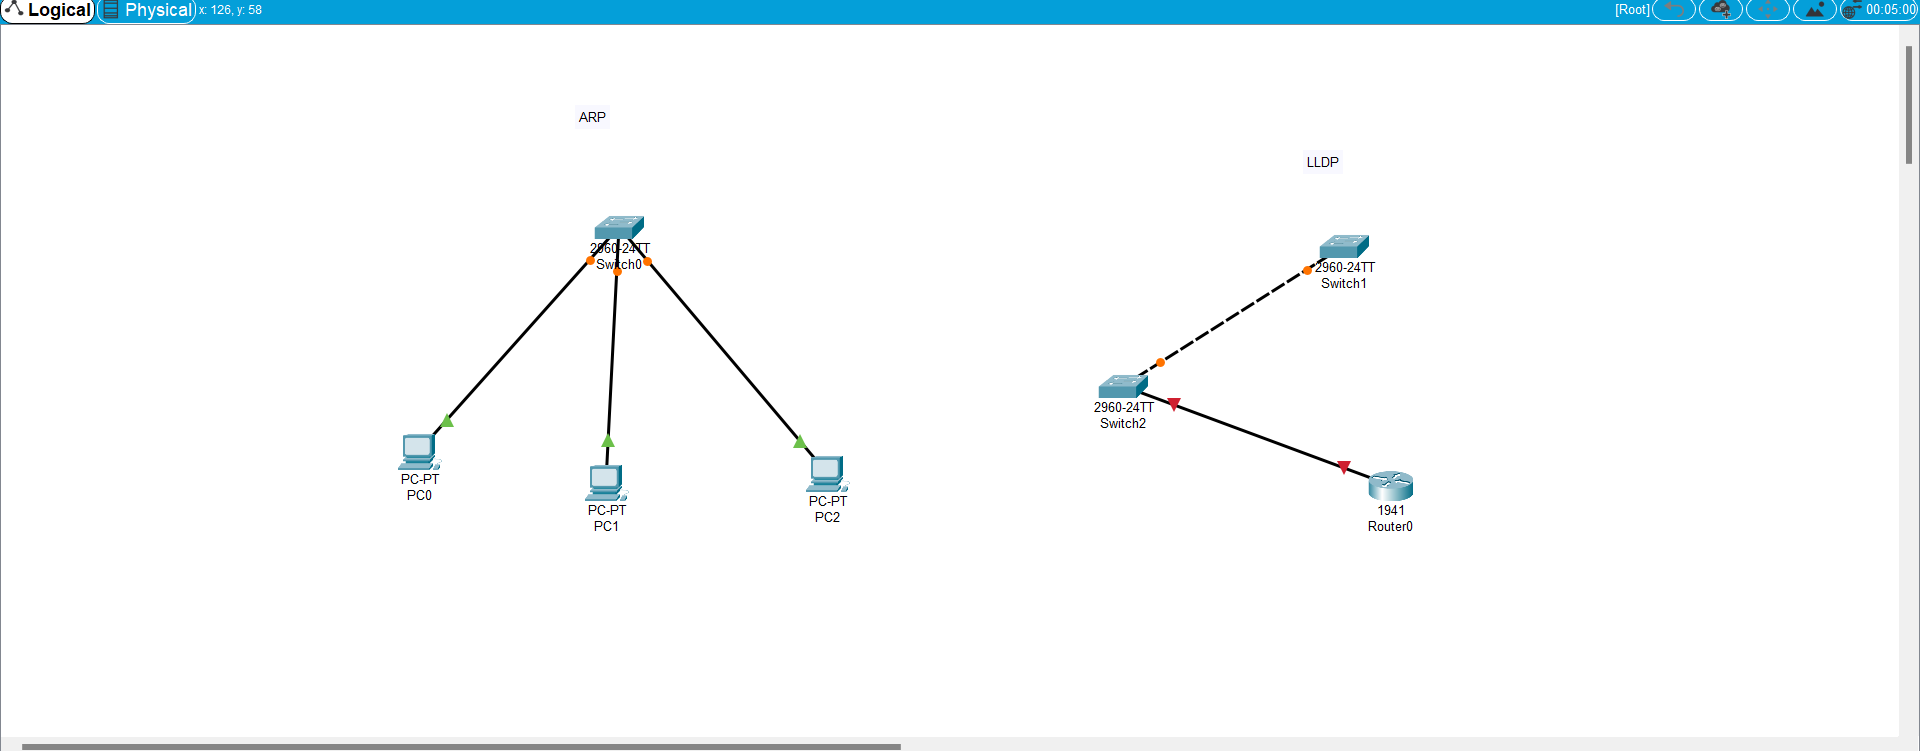 Logical
Physical
x: 126, y: 58
[Root]
00:05:00
ARP
LLDP
2960-24TT
Switch0
2960-24TT
Switch1
2960-24TT
Switch2
PC-PT
PC0
PC-PT
PC1
PC-PT
PC2
1941
Router0